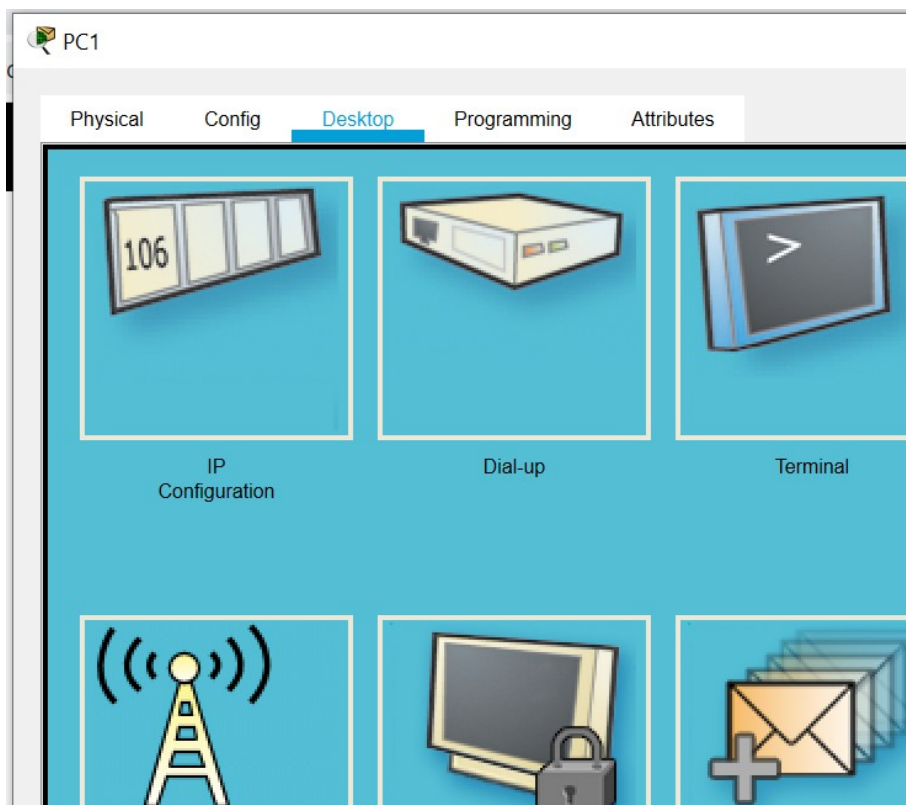 PC1
Physical Config Desktop Programming Attributes
106
>
IP
Configuration
Dial-up
Terminal